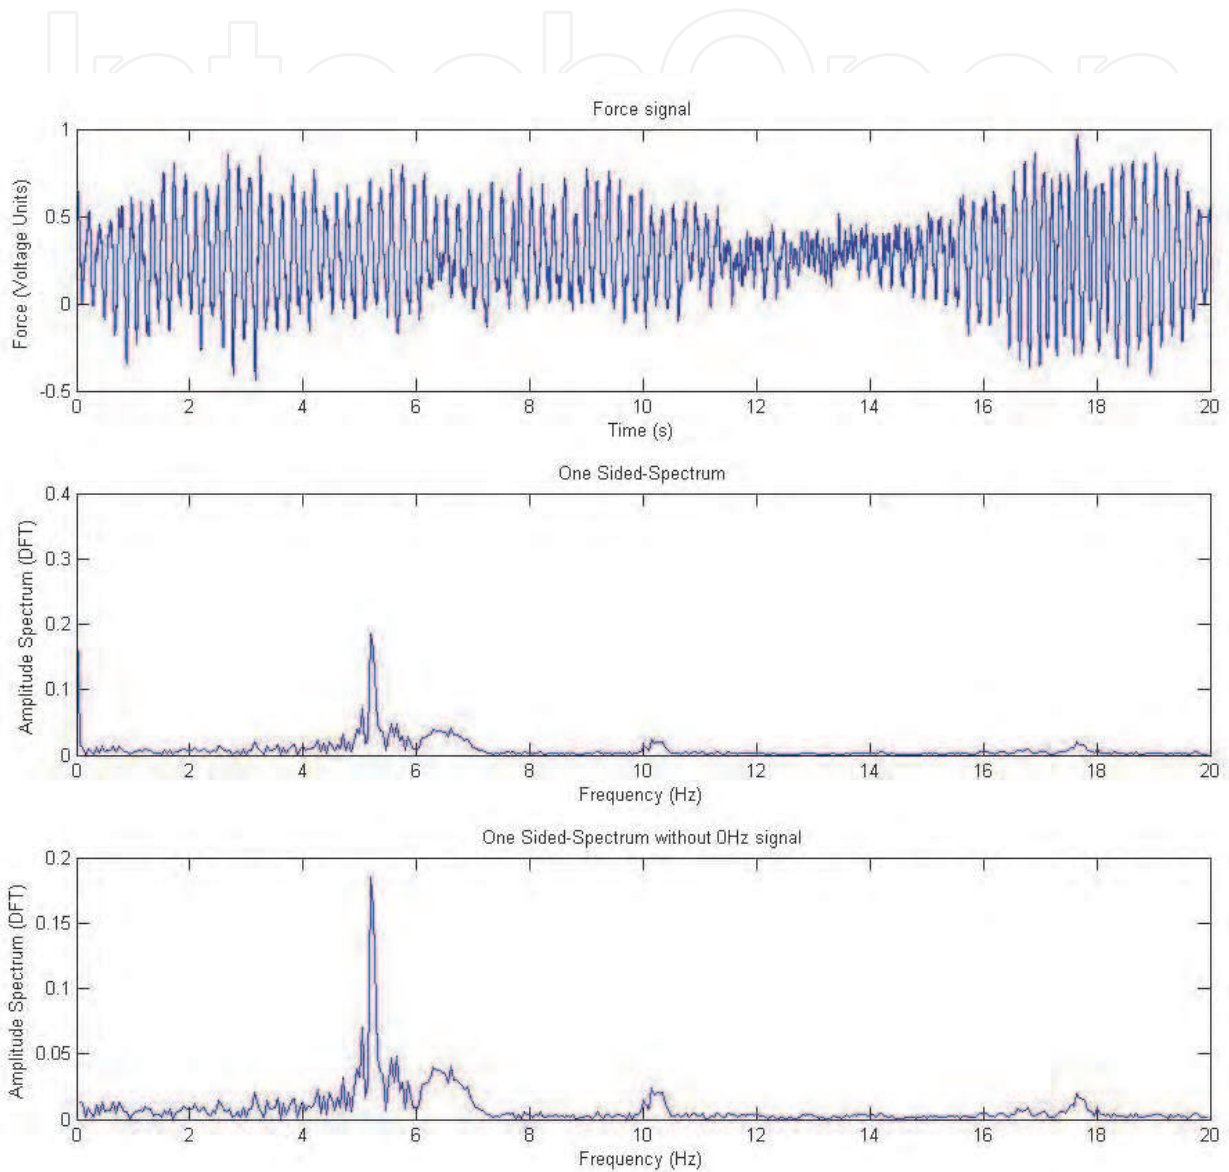 IntechOpen
Force signal
Force (Voltage Units)
1
0.5
0
-0.5
0 2 4 6 8 10 12 14 16 18 20
Time (s)
One Sided-Spectrum
Amplitude Spectrum (DFT)
0.4
0.3
0.2
0.1
0
0 2 4 6 8 10 12 14 16 18 20
Frequency (Hz)
One Sided-Spectrum without 0Hz signal
Amplitude Spectrum (DFT)
0.2
0.15
0.1
0.05
0
0 2 4 6 8 10 12 14 16 18 20
Frequency (Hz)